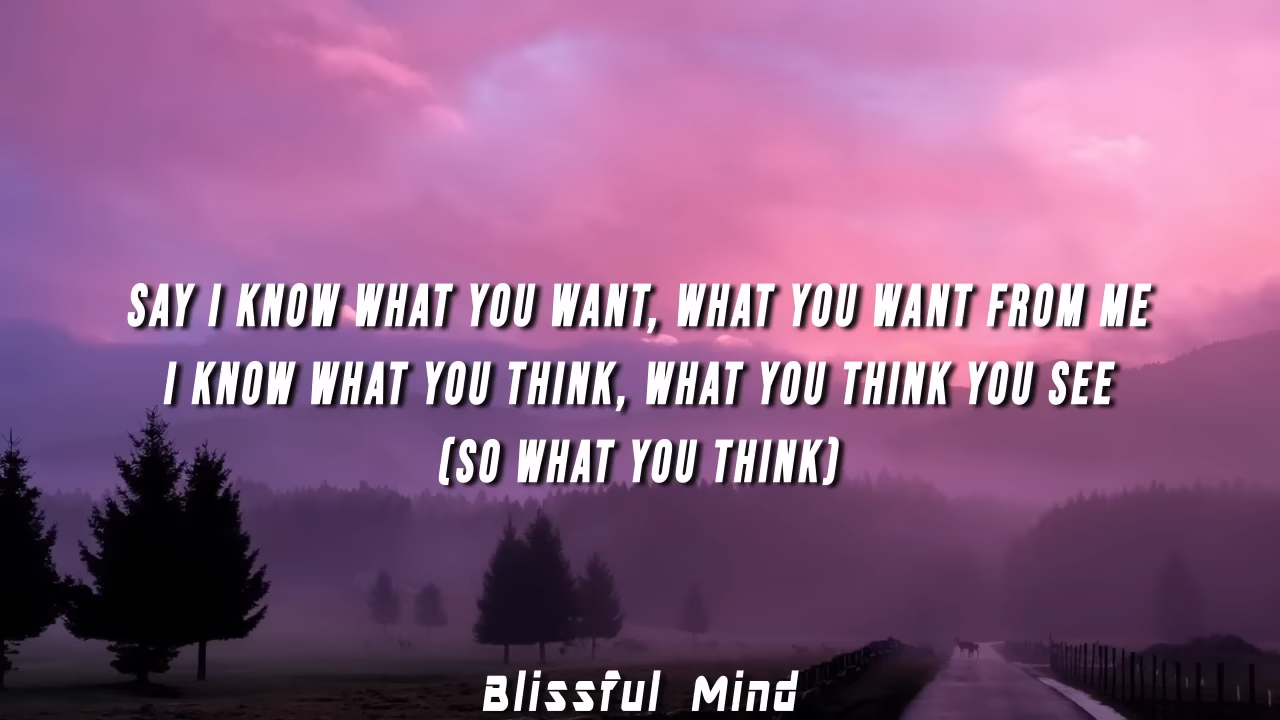 SAY I KNOW WHAT YOU WANT, WHAT YOU WANT FROM ME
I KNOW WHAT YOU THINK, WHAT YOU THINK YOU SEE
(SO WHAT YOU THINK)
Blissful Mind